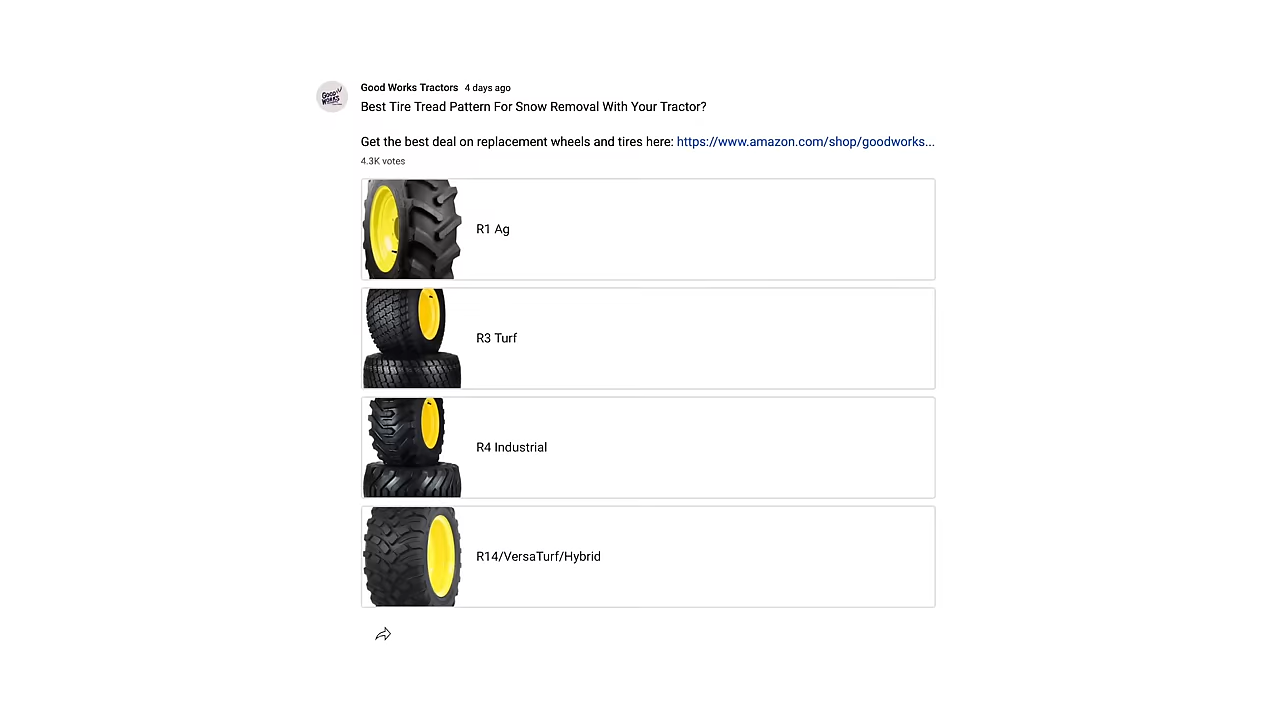 GOOD
WORKS
Good Works Tractors 4 days ago
Best Tire Tread Pattern For Snow Removal With Your Tractor?
Get the best deal on replacement wheels and tires here: https://www.amazon.com/shop/goodworks...
4.3K votes
R1 Ag
R3 Turf
R4 Industrial
R14/VersaTurf/Hybrid